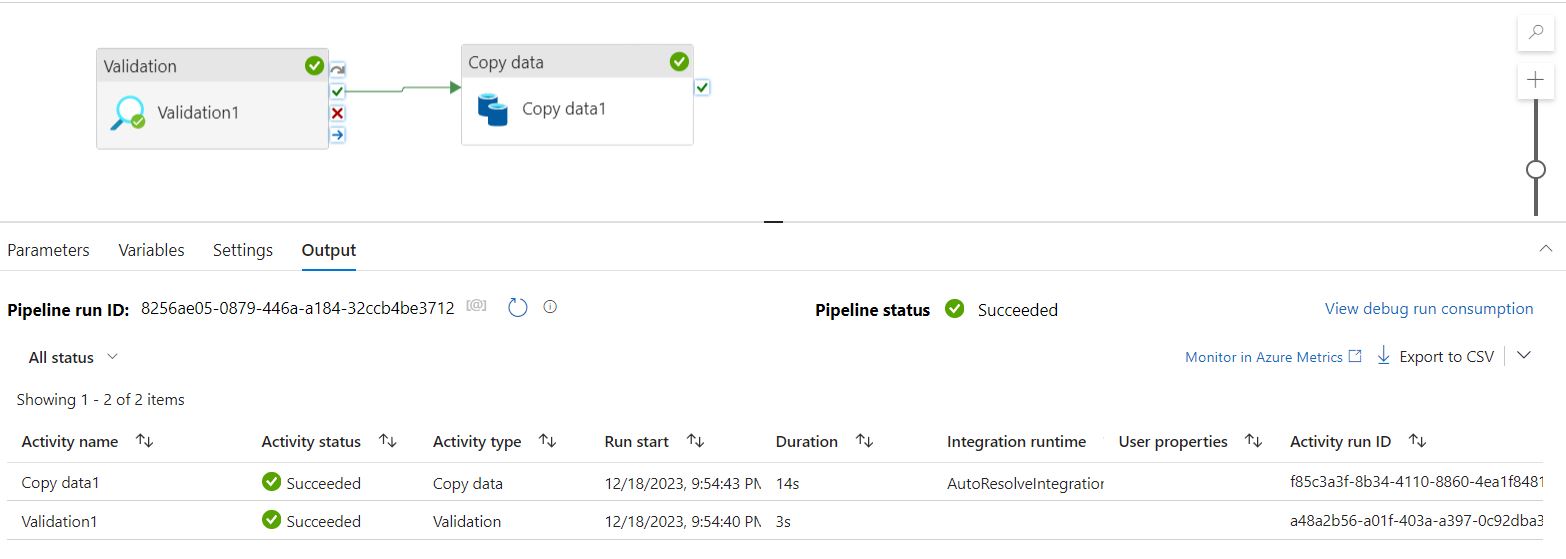 Validation
Copy data
Validation1
Copy data1
Parameters Variables Settings Output
Pipeline run ID: 8256ae05-0879-446a-a184-32ccb4be3712 [@] Pipeline status Succeeded View debug run consumption
All status Monitor in Azure Metrics Export to CSV
Showing 1 - 2 of 2 items
Activity name Activity status Activity type Run start Duration Integration runtime User properties Activity run ID
Copy data1 Succeeded Copy data 12/18/2023, 9:54:43 PM 14s AutoResolveIntegration f85c3a3f-8b34-4110-8860-4ea1f8481
Validation1 Succeeded Validation 12/18/2023, 9:54:40 PM 3s a48a2b56-a01f-403a-a397-0c92dba3